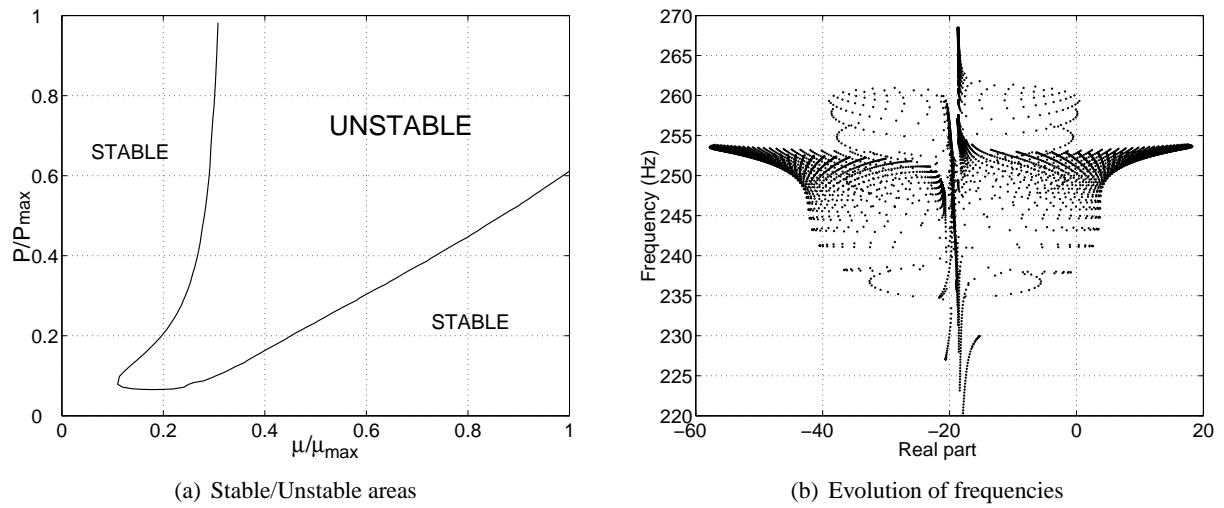 1
0.8
0.6
0.4
0.2
0
P/Pmax
STABLE
UNSTABLE
STABLE
0 0.2 0.4 0.6 0.8 1
μ/μmax
(a) Stable/Unstable areas
270
265
260
255
250
245
240
235
230
225
220
Frequency (Hz)
−60 −40 −20 0 20
Real part
(b) Evolution of frequencies